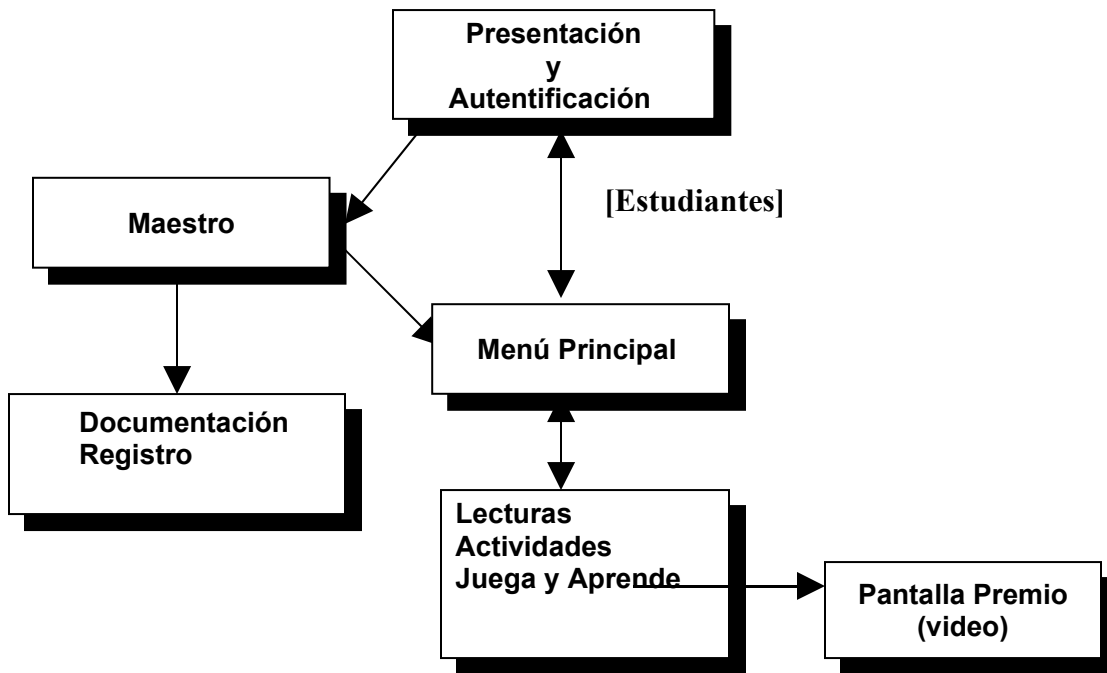 Presentación
y
Autentificación
[Estudiantes]
Maestro
Menú Principal
Documentación
Registro
Lecturas
Actividades
Juega y Aprende
Pantalla Premio
(video)